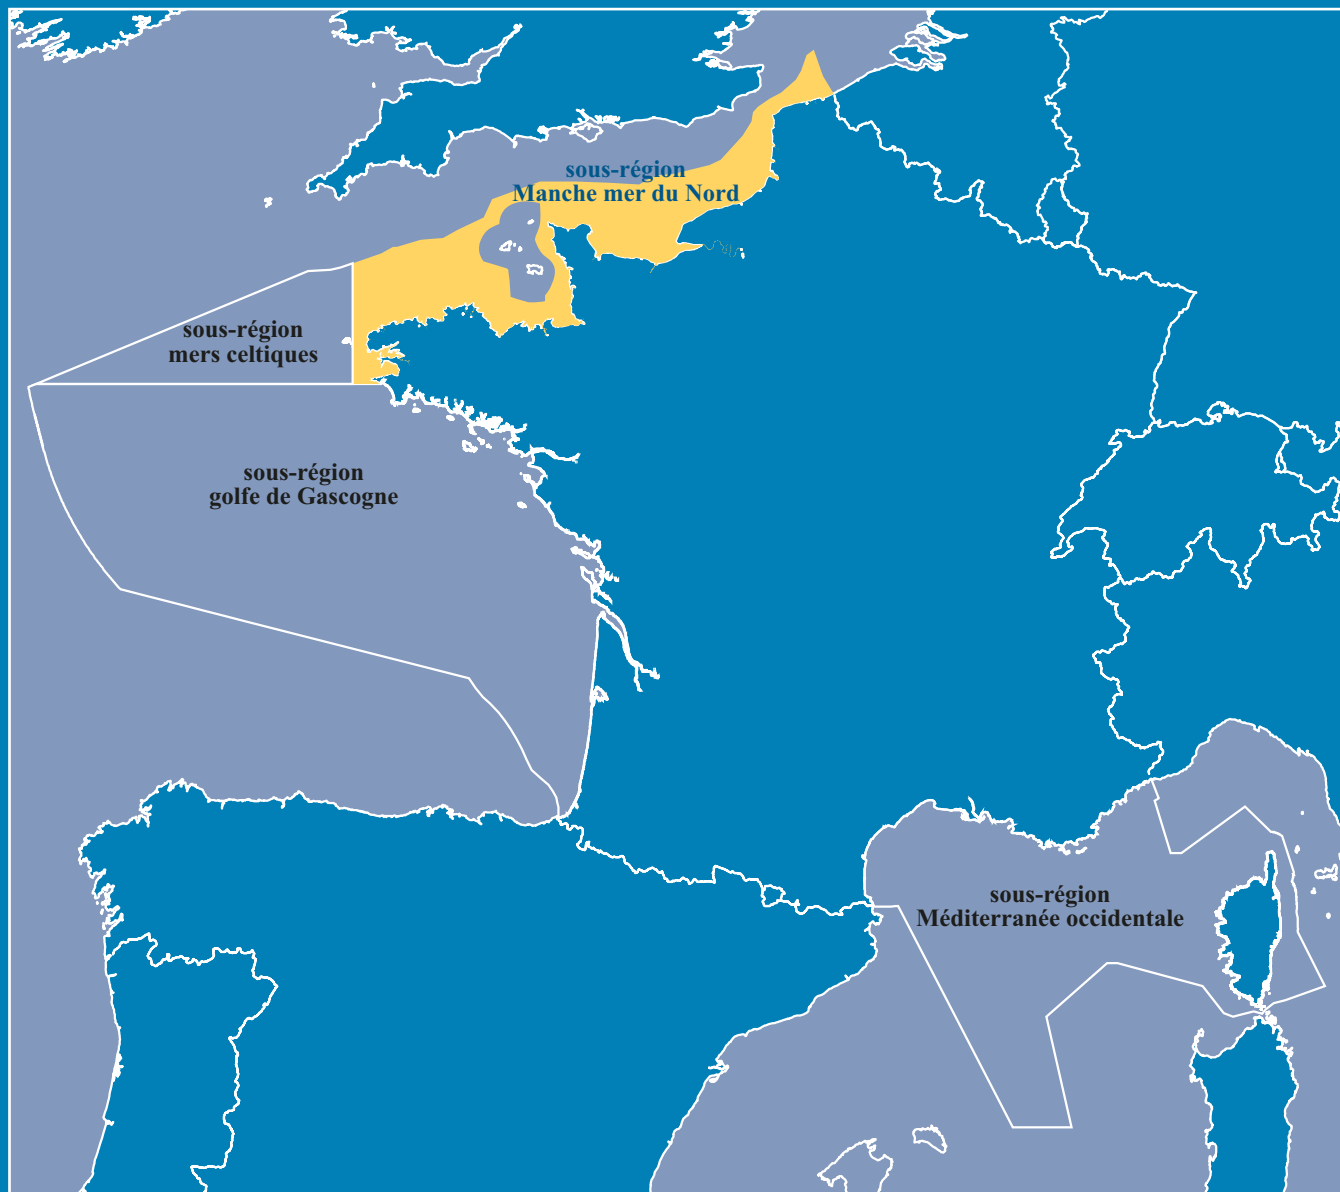 sous-région
Manche mer du Nord
sous-région
mers celtiques
sous-région
golfe de Gascogne
sous-région
Méditerranée occidentale